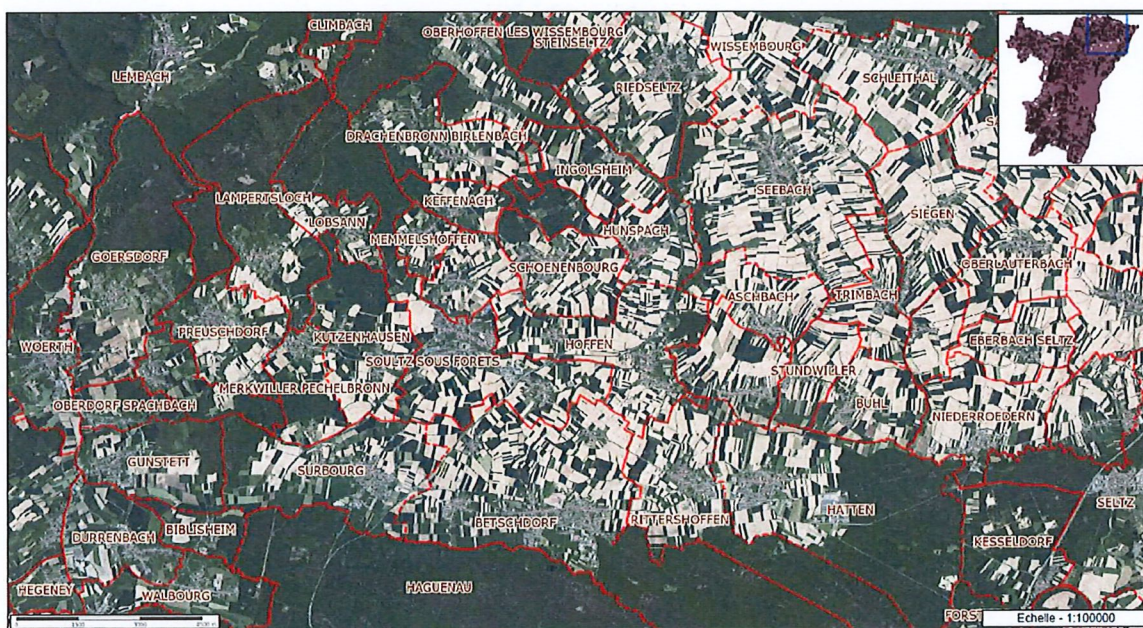 CLIMBACH
OBERHOFFEN LES WISSEMBOURG
STEINSELTZ
WISSEMBOURG
LEMBACH
RIEDSELTZ
SCHLEITHAL
DRACHENBRONN BIRLENBACH
INGOLSHEIM
SEEBACH
LAMPERTSLOCH
KEFFENACH
LOBSANN
SIEGEN
HUNSPACH
MEMMELSHOFFEN
GOERSDORF
SCHOENENBOURG
OBERLAUTERBACH
ASCHBACH
TRIMBACH
PREUSCHDORF
KUTZENHAUSEN
WOERTH
HOFFEN
EBERBACH SELTZ
SOULTZ SOUS FORETS
STUNDWILLER
MERKWILLER PECHELBRONN
OBERDORF SPACHBACH
BUHL
NIEDERROEDERN
GUNSTETT
SURBOURG
SELTZ
HATTEN
BETSCHDORF
RITTERSHOFFEN
BIBLISHEIM
DURRENBACH
KESSELDORF
HEGENEY
WALBOURG
HAGUENAU
FORST
Echelle - 1:100000